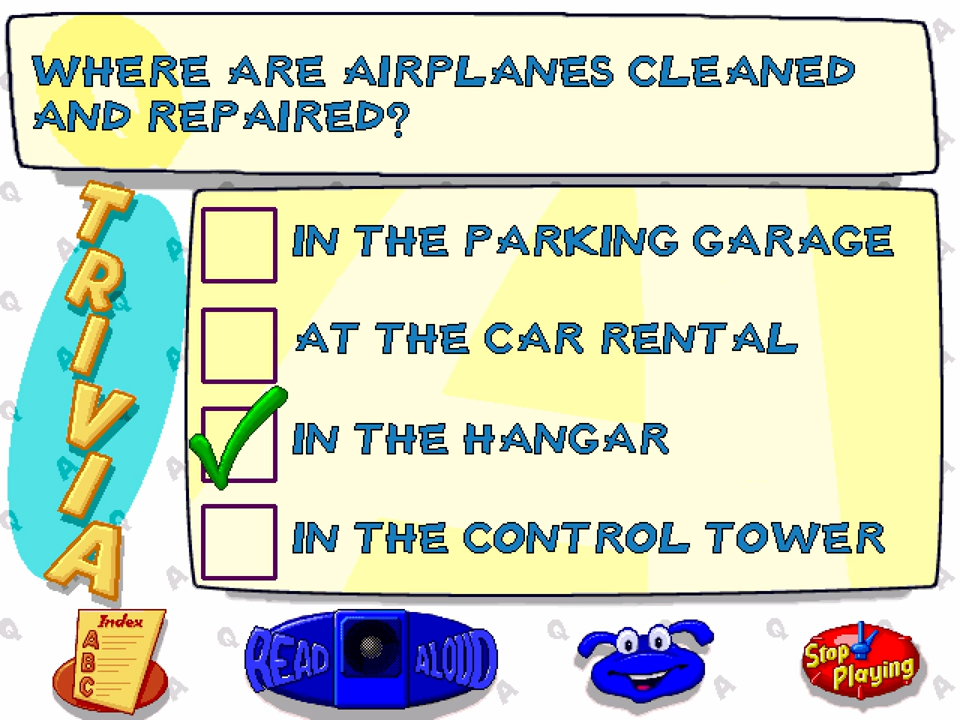 WHERE ARE AIRPLANES CLEANED
AND REPAIRED?
TRIVIA
IN THE PARKING GARAGE
AT THE CAR RENTAL
IN THE HANGAR
IN THE CONTROL TOWER
Index
A
B
C
READ ALOUD
Stop
Playing